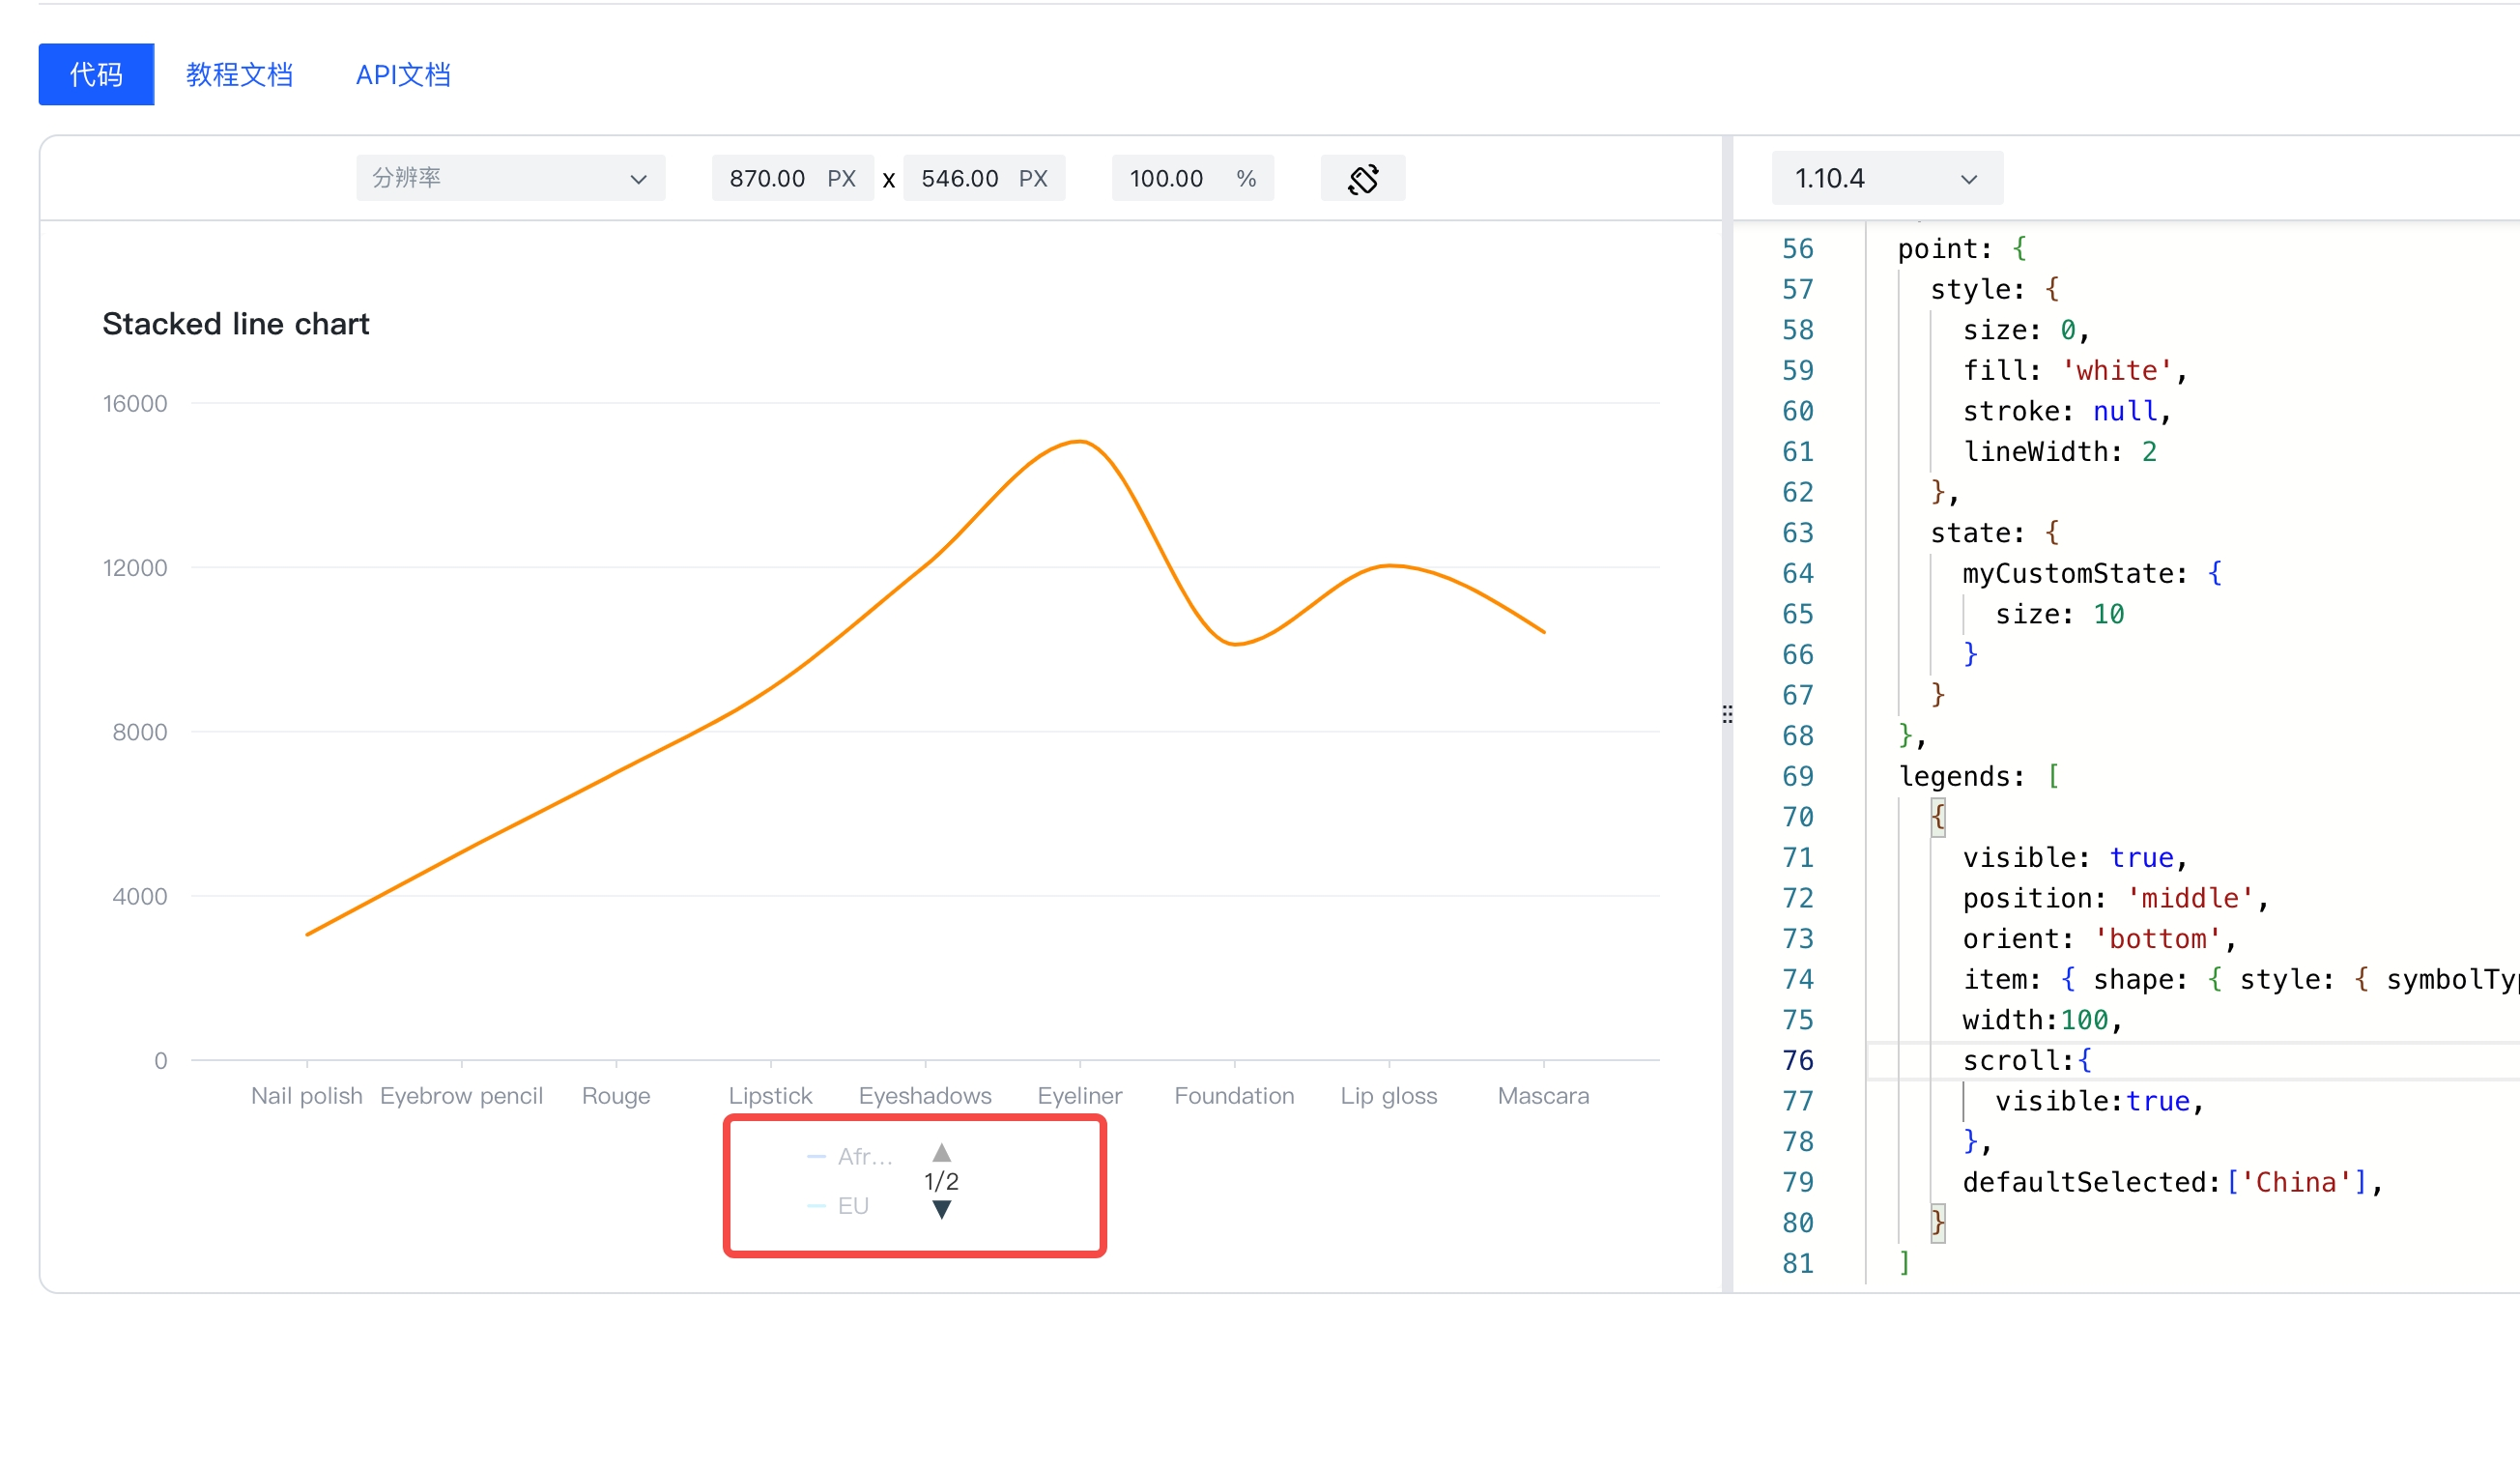 代码 教程文档 API文档
分辨率 870.00 PX x 546.00 PX 100.00 %
Stacked line chart
16000
12000
8000
4000
0
Nail polish Eyebrow pencil Rouge Lipstick Eyeshadows Eyeliner Foundation Lip gloss Mascara
Afr...
EU
1/2
1.10.4
56 point: {
57 style: {
58 size: 0,
59 fill: 'white',
60 stroke: null,
61 lineWidth: 2
62 },
63 state: {
64 myCustomState: {
65 size: 10
66 }
67 }
68 },
69 legends: [
70 {
71 visible: true,
72 position: 'middle',
73 orient: 'bottom',
74 item: { shape: { style: { symbolTy
75 width:100,
76 scroll:{
77 visible:true,
78 },
79 defaultSelected:['China'],
80 }
81 ]